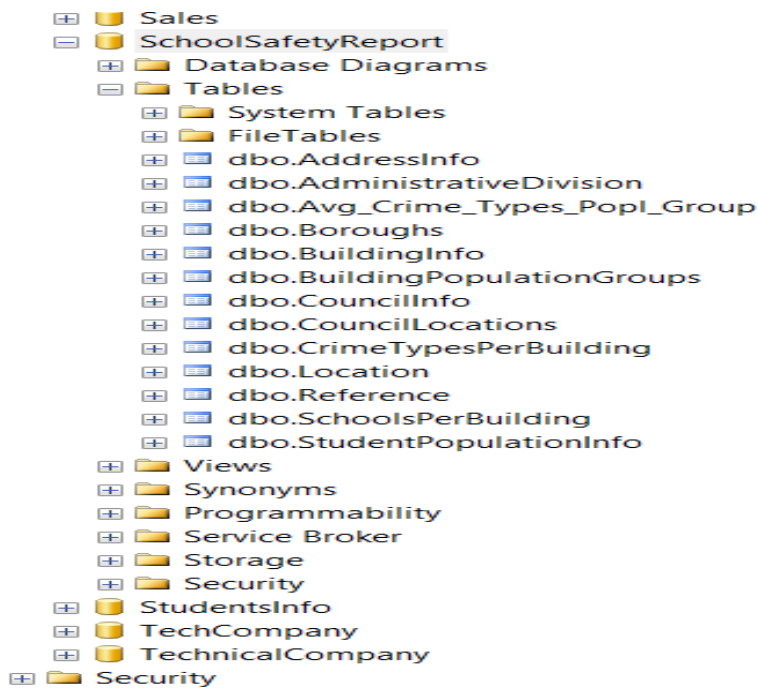 Sales
SchoolSafetyReport
Database Diagrams
Tables
System Tables
FileTables
dbo.AddressInfo
dbo.AdministrativeDivision
dbo.Avg_Crime_Types_Popl_Group
dbo.Boroughs
dbo.BuildingInfo
dbo.BuildingPopulationGroups
dbo.CouncilInfo
dbo.CouncilLocations
dbo.CrimeTypesPerBuilding
dbo.Location
dbo.Reference
dbo.SchoolsPerBuilding
dbo.StudentPopulationInfo
Views
Synonyms
Programmability
Service Broker
Storage
Security
StudentsInfo
TechCompany
TechnicalCompany
Security